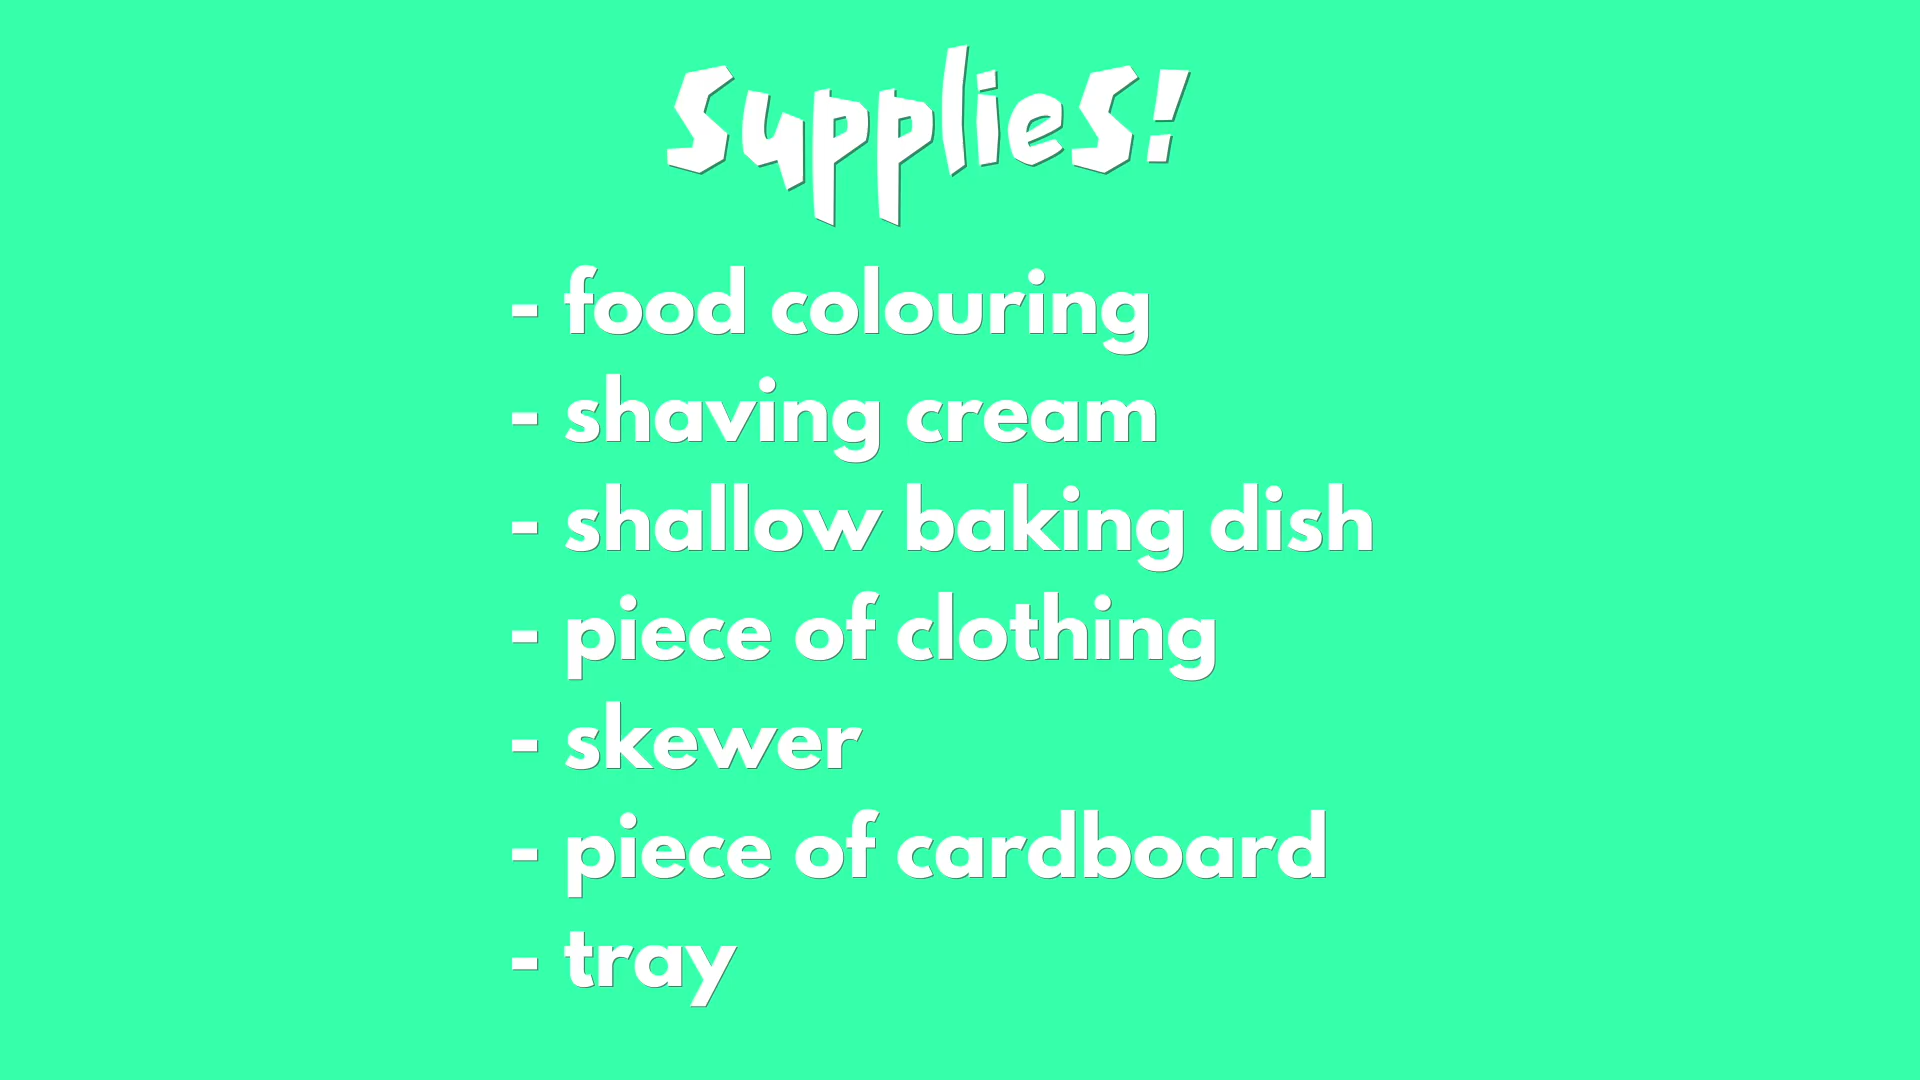 Supplies!
- food colouring
- shaving cream
- shallow baking dish
- piece of clothing
- skewer
- piece of cardboard
- tray